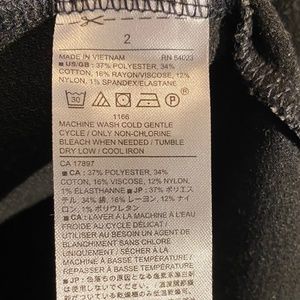 2
MADE IN VIETNAM RN 54023
■ US/GB : 37% POLYESTER, 34%
COTTON, 16% RAYON/VISCOSE, 12%
NYLON, 1% SPANDEX/ELASTANE
30
P
1166
MACHINE WASH COLD GENTLE
CYCLE / ONLY NON-CHLORINE
BLEACH WHEN NEEDED / TUMBLE
DRY LOW / COOL IRON
CA 17897
■ CA : 37% POLYESTER, 34%
COTON, 16% VISCOSE, 12% NYLON,
1% ÉLASTHANNE ■ JP : 37% ポリエス
テル, 34% 綿, 16% レーヨン, 12% ナイ
ロン, 1% ポリウレタン
■ CA : LAVER À LA MACHINE À L'EAU
FROIDE AU CYCLE DÉLICAT /
UTILISER AU BESOIN UN AGENT DE
BLANCHIMENT SANS CHLORE
UNIQUEMENT / SÉCHER À LA
MACHINE À BASSE TEMPÉRATURE /
REPASSER À BASSE TEMPÉRATURE